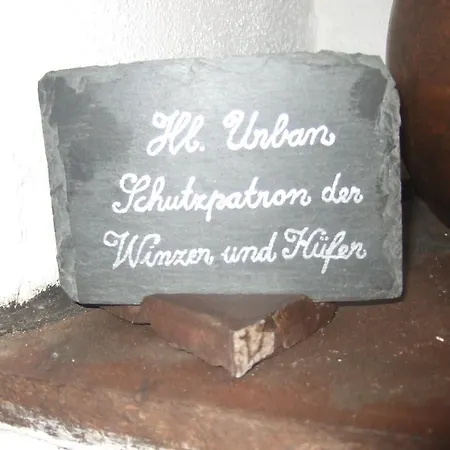 Hl. Urban
Schutzpatron der
Winzer und Küfer